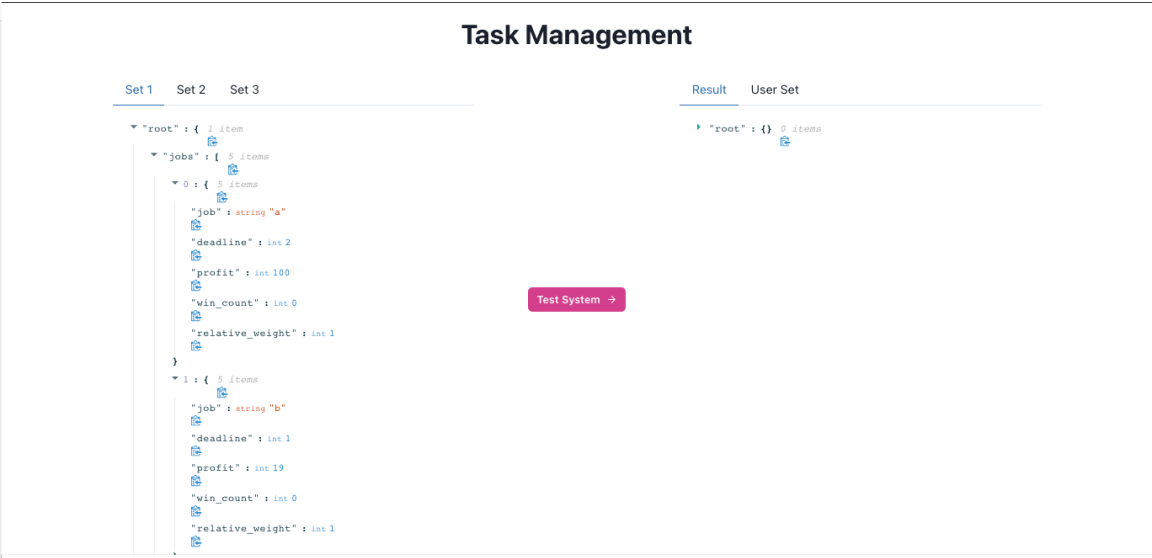 Task Management
Set 1 Set 2 Set 3
"root" : { 1 item
"jobs" : [ 5 items
0 : { 5 items
"job" : string "a"
"deadline" : int 2
"profit" : int 100
"win_count" : int 0
"relative_weight" : int 1
}
1 : { 5 items
"job" : string "b"
"deadline" : int 1
"profit" : int 19
"win_count" : int 0
"relative_weight" : int 1
Test System →
Result User Set
"root" : {} 0 items